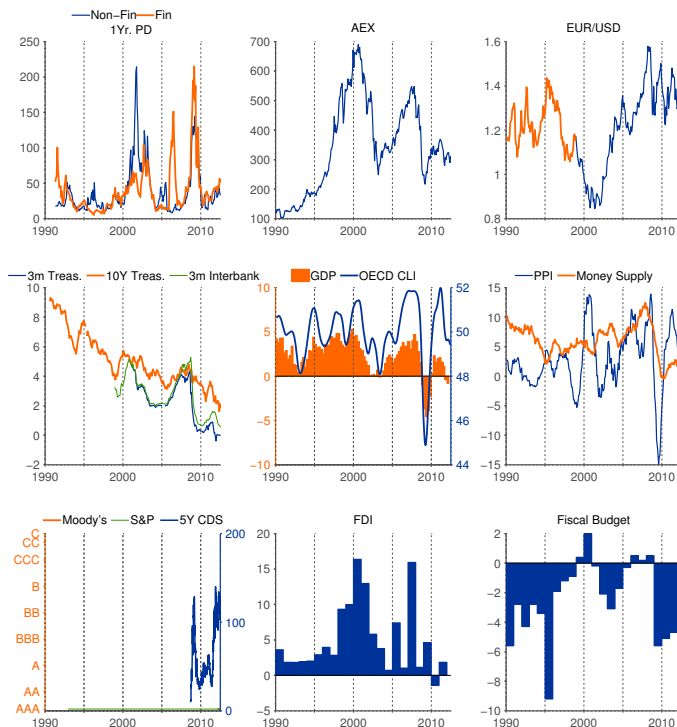 Non-Fin Fin
1Yr. PD
250
200
150
100
50
0
1990 2000 2010
AEX
700
600
500
400
300
200
100
1990 2000 2010
EUR/USD
1.6
1.4
1.2
1
0.8
1990 2000 2010
3m Treas. 10Y Treas. 3m Interbank
10
8
6
4
2
0
−2
1990 2000 2010
GDP OECD CLI
10 52
5 50
0 48
−5 46
−10 44
1990 2000 2010
PPI Money Supply
15
10
5
0
−5
−10
−15
1990 2000 2010
Moody's S&P 5Y CDS
C 200
CC
CCC
B
BB 100
BBB
A
AA
AAA 0
1990 2000 2010
FDI
20
15
10
5
0
−5
1990 2000 2010
Fiscal Budget
2
0
−2
−4
−6
−8
−10
1990 2000 2010